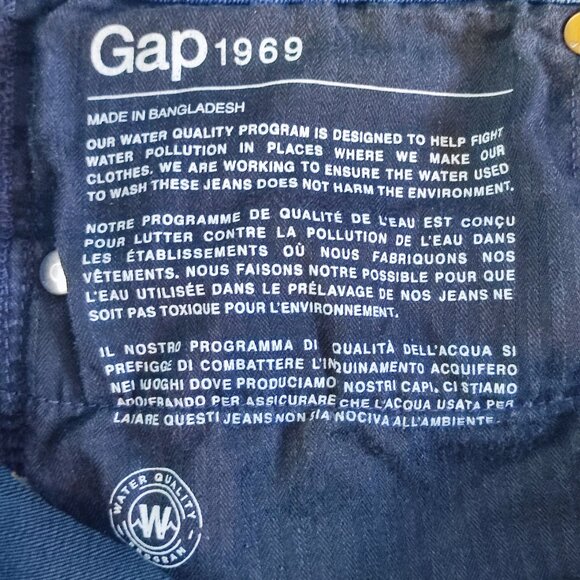 Gap 1969
MADE IN BANGLADESH
OUR WATER QUALITY PROGRAM IS DESIGNED TO HELP FIGHT
WATER POLLUTION IN PLACES WHERE WE MAKE OUR
CLOTHES. WE ARE WORKING TO ENSURE THE WATER USED
TO WASH THESE JEANS DOES NOT HARM THE ENVIRONMENT.
NOTRE PROGRAMME DE QUALITÉ DE L'EAU EST CONÇU
POUR LUTTER CONTRE LA POLLUTION DE L'EAU DANS
LES ÉTABLISSEMENTS OÙ NOUS FABRIQUONS NOS
VÊTEMENTS. NOUS FAISONS NOTRE POSSIBLE POUR QUE
L'EAU UTILISÉE DANS LE PRÉLAVAGE DE NOS JEANS NE
SOIT PAS TOXIQUE POUR L'ENVIRONNEMENT.
IL NOSTRO PROGRAMMA DI QUALITÀ DELL'ACQUA SI
PREFIGGE DI COMBATTERE L'INQUINAMENTO ACQUIFERO
NEI LUOGHI DOVE PRODUCIAMO NOSTRI CAPI. CI STIAMO
PER ASSICURARE CHE L'ACQUA USATA PER
QUESTI JEANS NON SIA NOCIVA ALL'AMBIENTE.
WATER QUALITY
W
PROGRAM